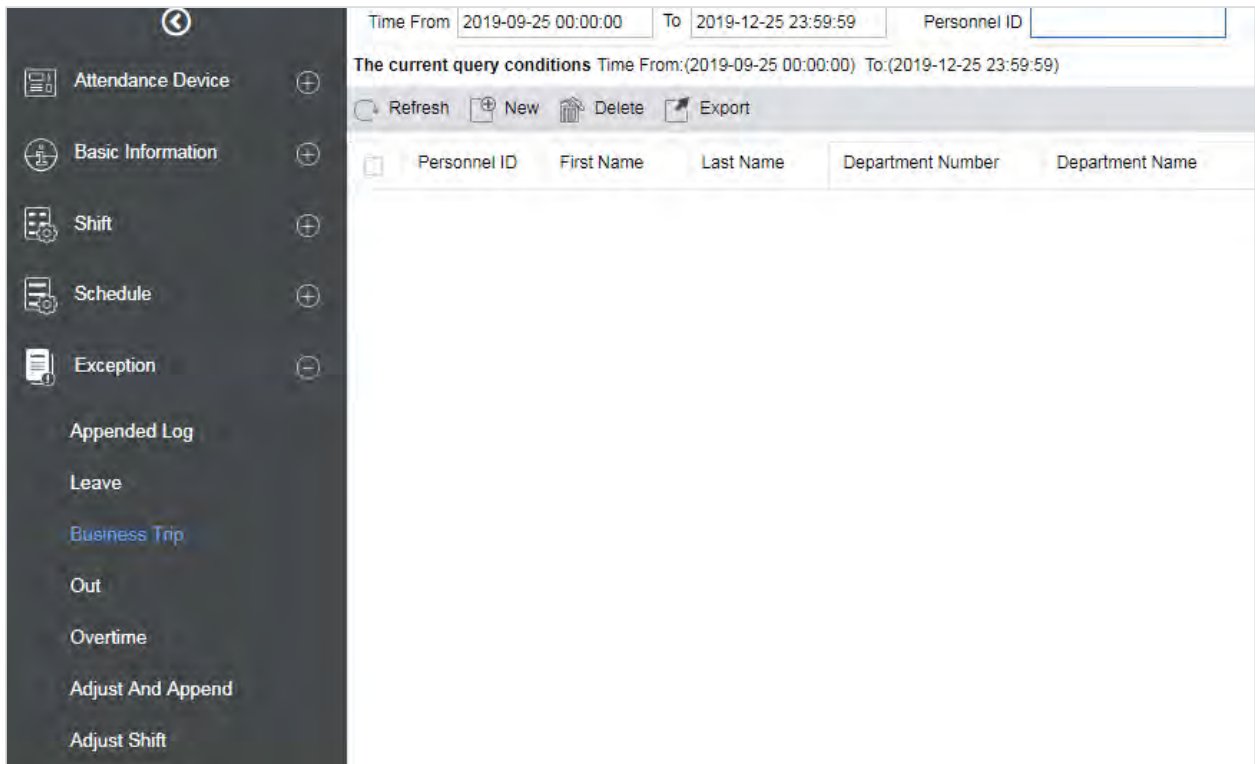 Time From 2019-09-25 00:00:00 To 2019-12-25 23:59:59 Personnel ID
The current query conditions Time From:(2019-09-25 00:00:00) To:(2019-12-25 23:59:59)
Refresh New Delete Export
Personnel ID First Name Last Name Department Number Department Name
Attendance Device
Basic Information
Shift
Schedule
Exception
Appended Log
Leave
Business Trip
Out
Overtime
Adjust And Append
Adjust Shift